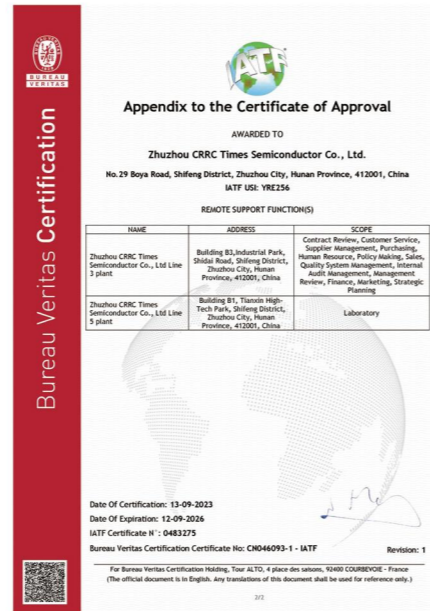 BUREAU
VERITAS
Bureau Veritas Certification
IATF
Appendix to the Certificate of Approval
AWARDED TO
Zhuzhou CRRC Times Semiconductor Co., Ltd.
No.29 Boya Road, Shifeng District, Zhuzhou City, Hunan Province, 412001, China
IATF USI: YRE256
REMOTE SUPPORT FUNCTION(S)
NAME ADDRESS SCOPE
Zhuzhou CRRC Times
Semiconductor Co., Ltd Line
3 plant
Building B3,Industrial Park,
Shidai Road, Shifeng District,
Zhuzhou City, Hunan
Province, 412001, China
Contract Review, Customer Service,
Supplier Management, Purchasing,
Human Resource, Policy Making, Sales,
Quality System Management, Internal
Audit Management, Management
Review, Finance, Marketing, Strategic
Planning
Zhuzhou CRRC Times
Semiconductor Co., Ltd Line
5 plant
Building B1, Tianxin High-
Tech Park, Shifeng District,
Zhuzhou City, Hunan
Province, 412001, China
Laboratory
Date Of Certification: 13-09-2023
Date Of Expiration: 12-09-2026
IATF Certificate N°: 0483275
Bureau Veritas Certification Certificate No: CN046093-1 - IATF
Revision: 1
For Bureau Veritas Certification Holding, Tour ALTO, 4 place des saisons, 92400 COURBEVOIE - France
(The official document is in English. Any translations of this document shall be used for reference only.)
2/2